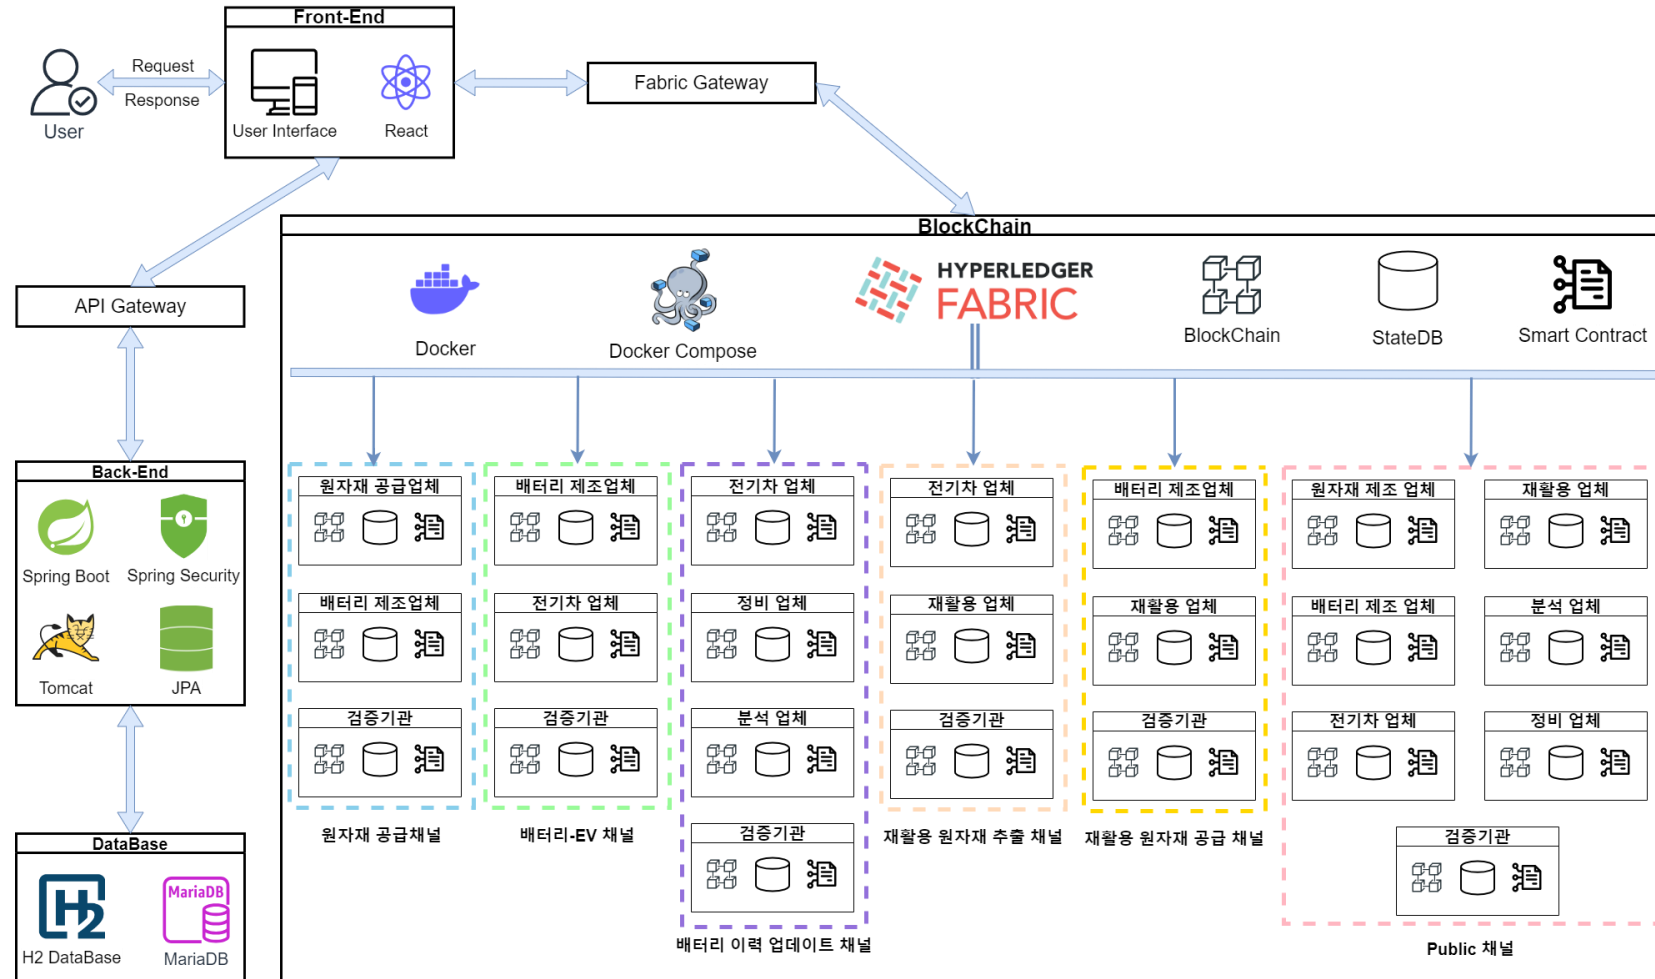 Front-End
Request
Response
User
User Interface
React
Fabric Gateway
API Gateway
BlockChain
Docker
Docker Compose
HYPERLEDGER
FABRIC
BlockChain
StateDB
Smart Contract
Back-End
Spring Boot
Spring Security
Tomcat
JPA
DataBase
H2
H2 DataBase
MariaDB
MariaDB
원자재 공급업체
배터리 제조업체
검증기관
원자재 공급채널
배터리 제조업체
전기차 업체
검증기관
배터리-EV 채널
전기차 업체
정비 업체
분석 업체
검증기관
배터리 이력 업데이트 채널
전기차 업체
재활용 업체
검증기관
재활용 원자재 추출 채널
배터리 제조업체
재활용 업체
검증기관
재활용 원자재 공급 채널
원자재 제조 업체
재활용 업체
배터리 제조 업체
분석 업체
전기차 업체
정비 업체
검증기관
Public 채널